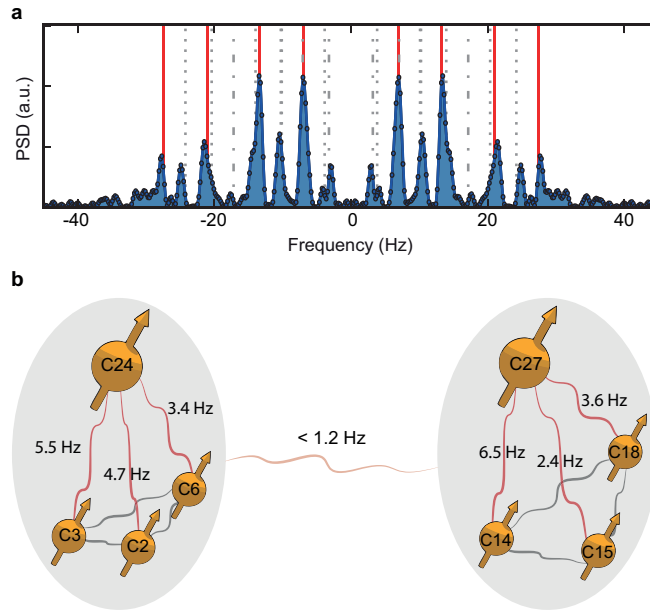 a
PSD (a.u.)
-40 -20 0 20 40
Frequency (Hz)
b
C24 C27
3.4 Hz 3.6 Hz
5.5 Hz < 1.2 Hz 6.5 Hz C18
4.7 Hz 2.4 Hz
C6
C3 C2 C14 C15